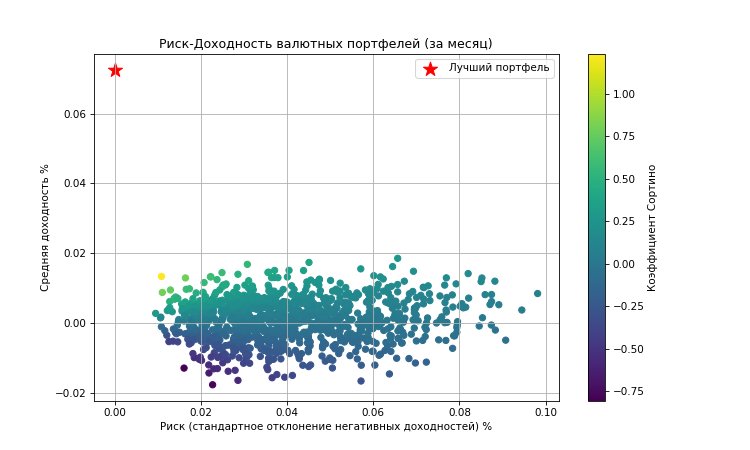 Риск-Доходность валютных портфелей (за месяц)
Лучший портфель
Средняя доходность %
0.06
0.04
0.02
0.00
−0.02
0.00 0.02 0.04 0.06 0.08 0.10
Риск (стандартное отклонение негативных доходностей) %
1.00
0.75
0.50
0.25
0.00
−0.25
−0.50
−0.75
Коэффициент Сортино